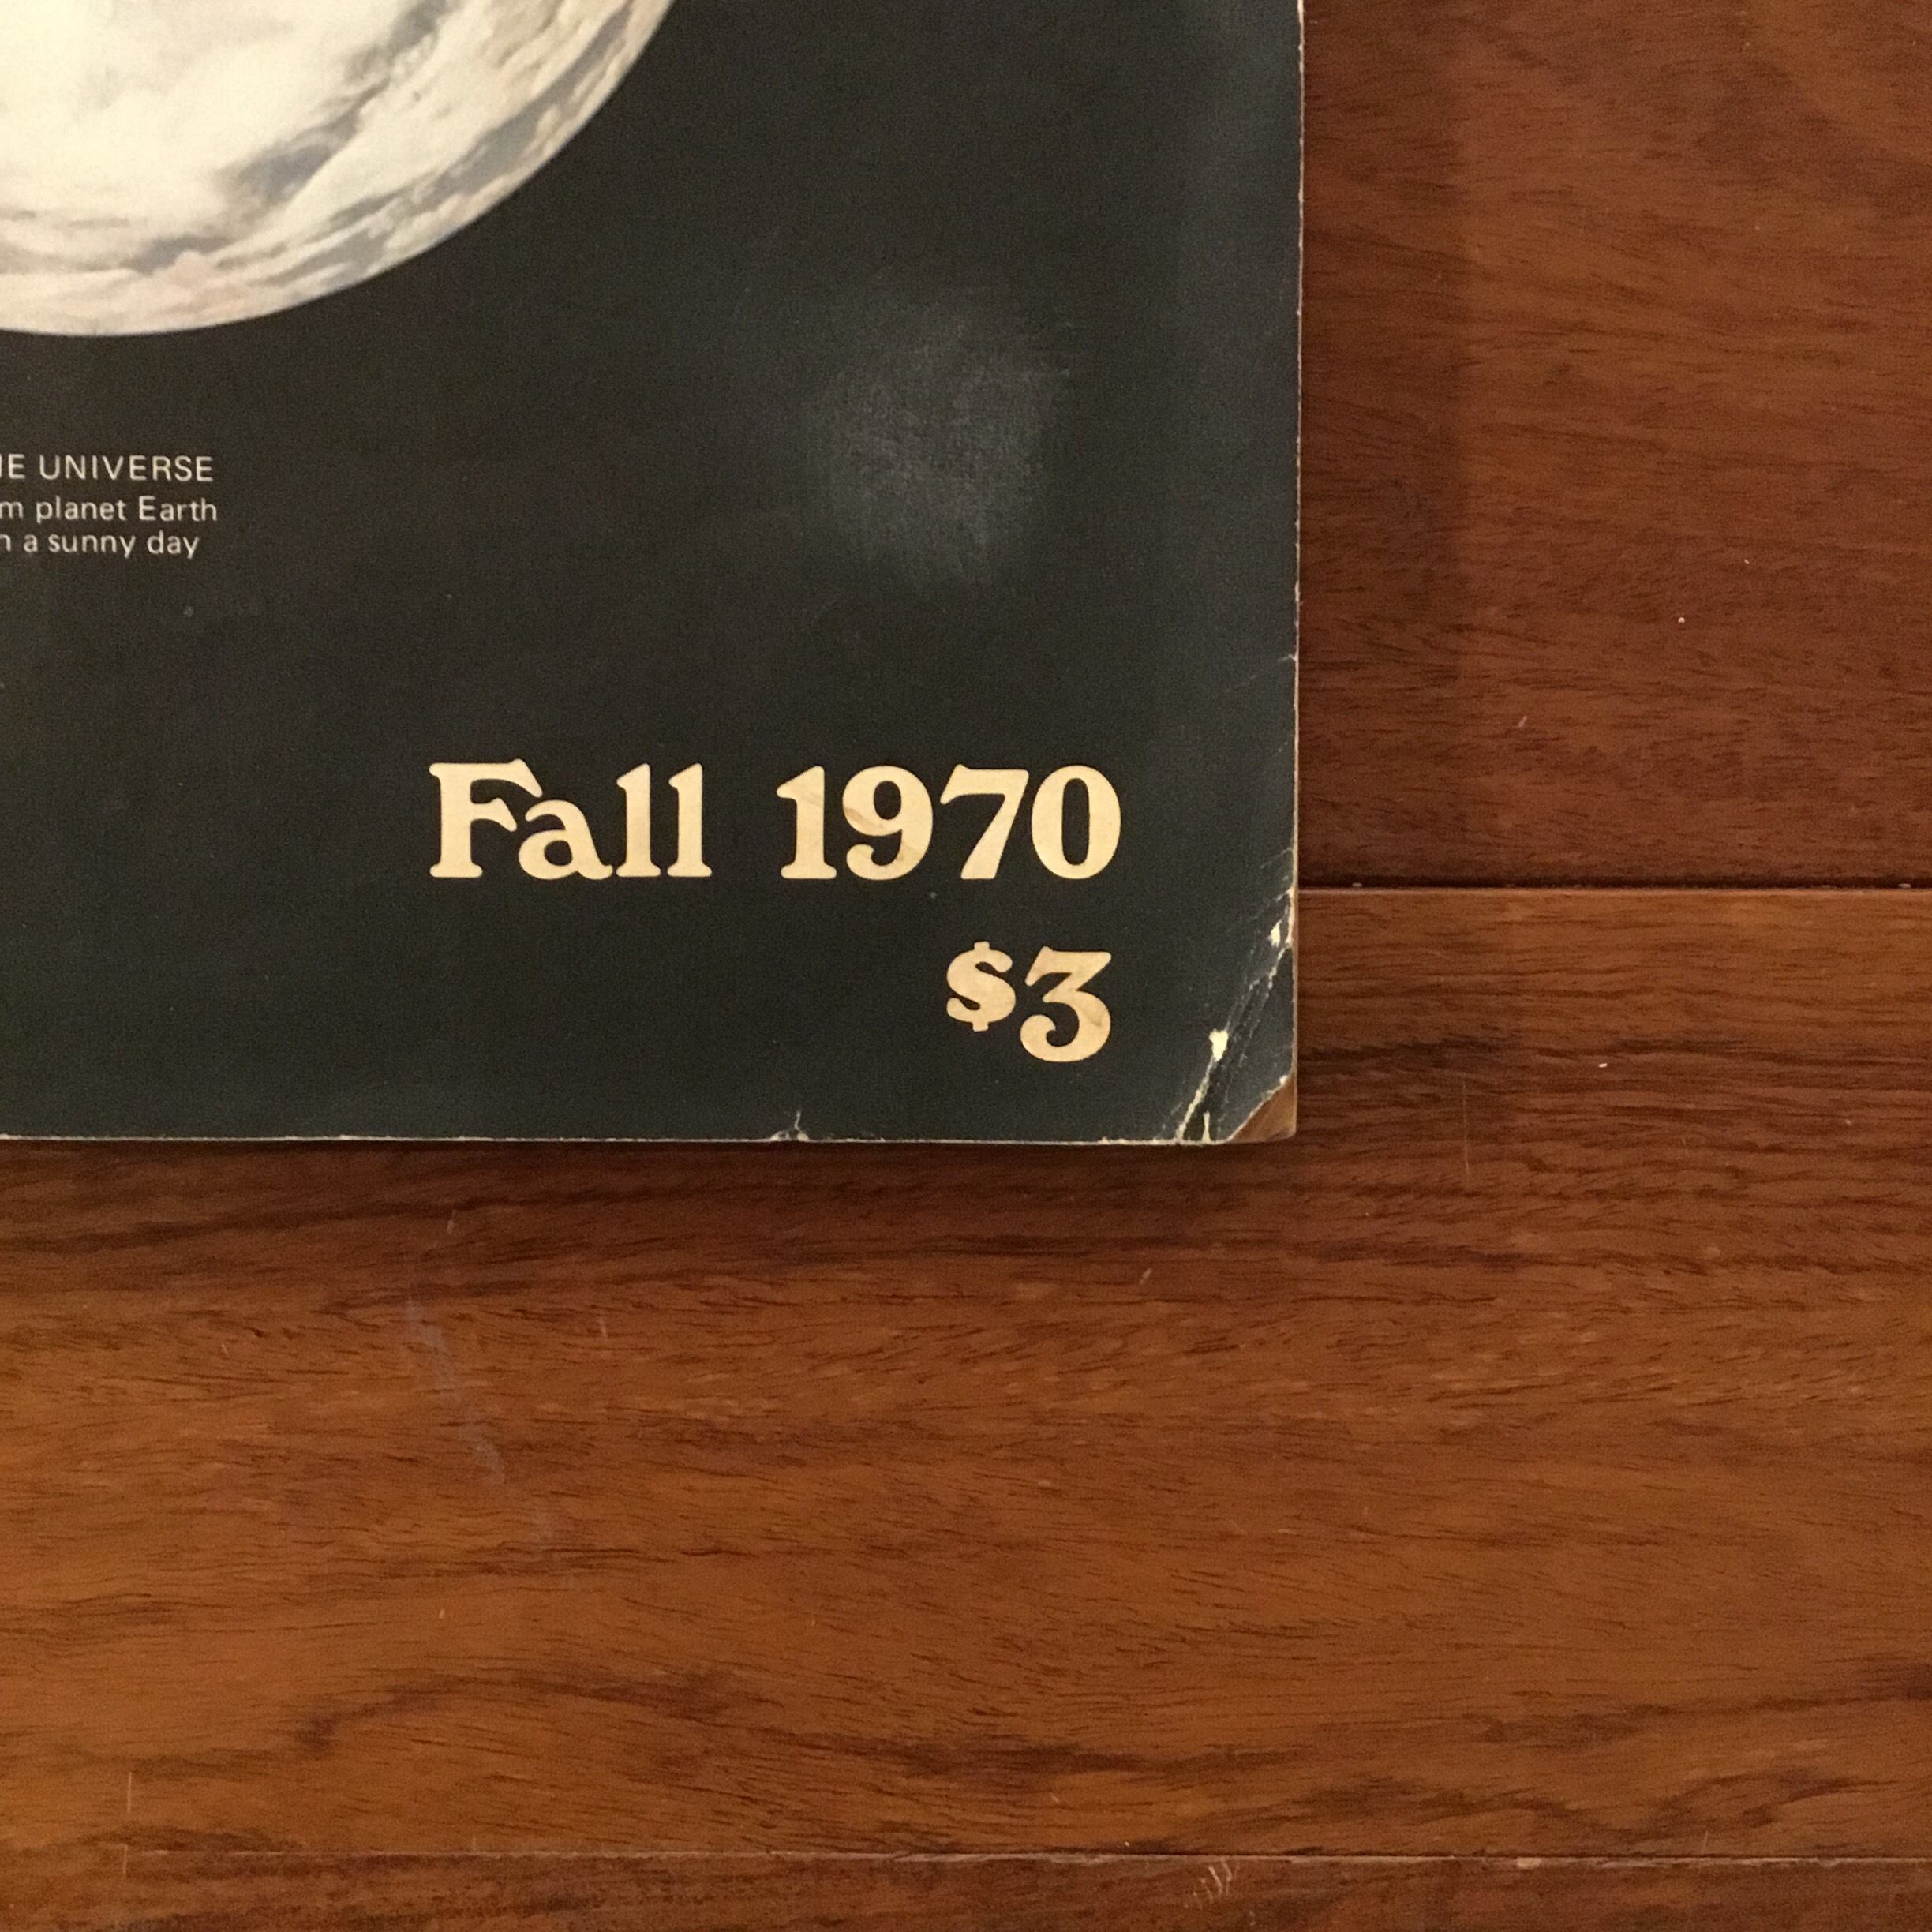 UNIVERSE
planet Earth
a sunny day
Fall 1970
$3